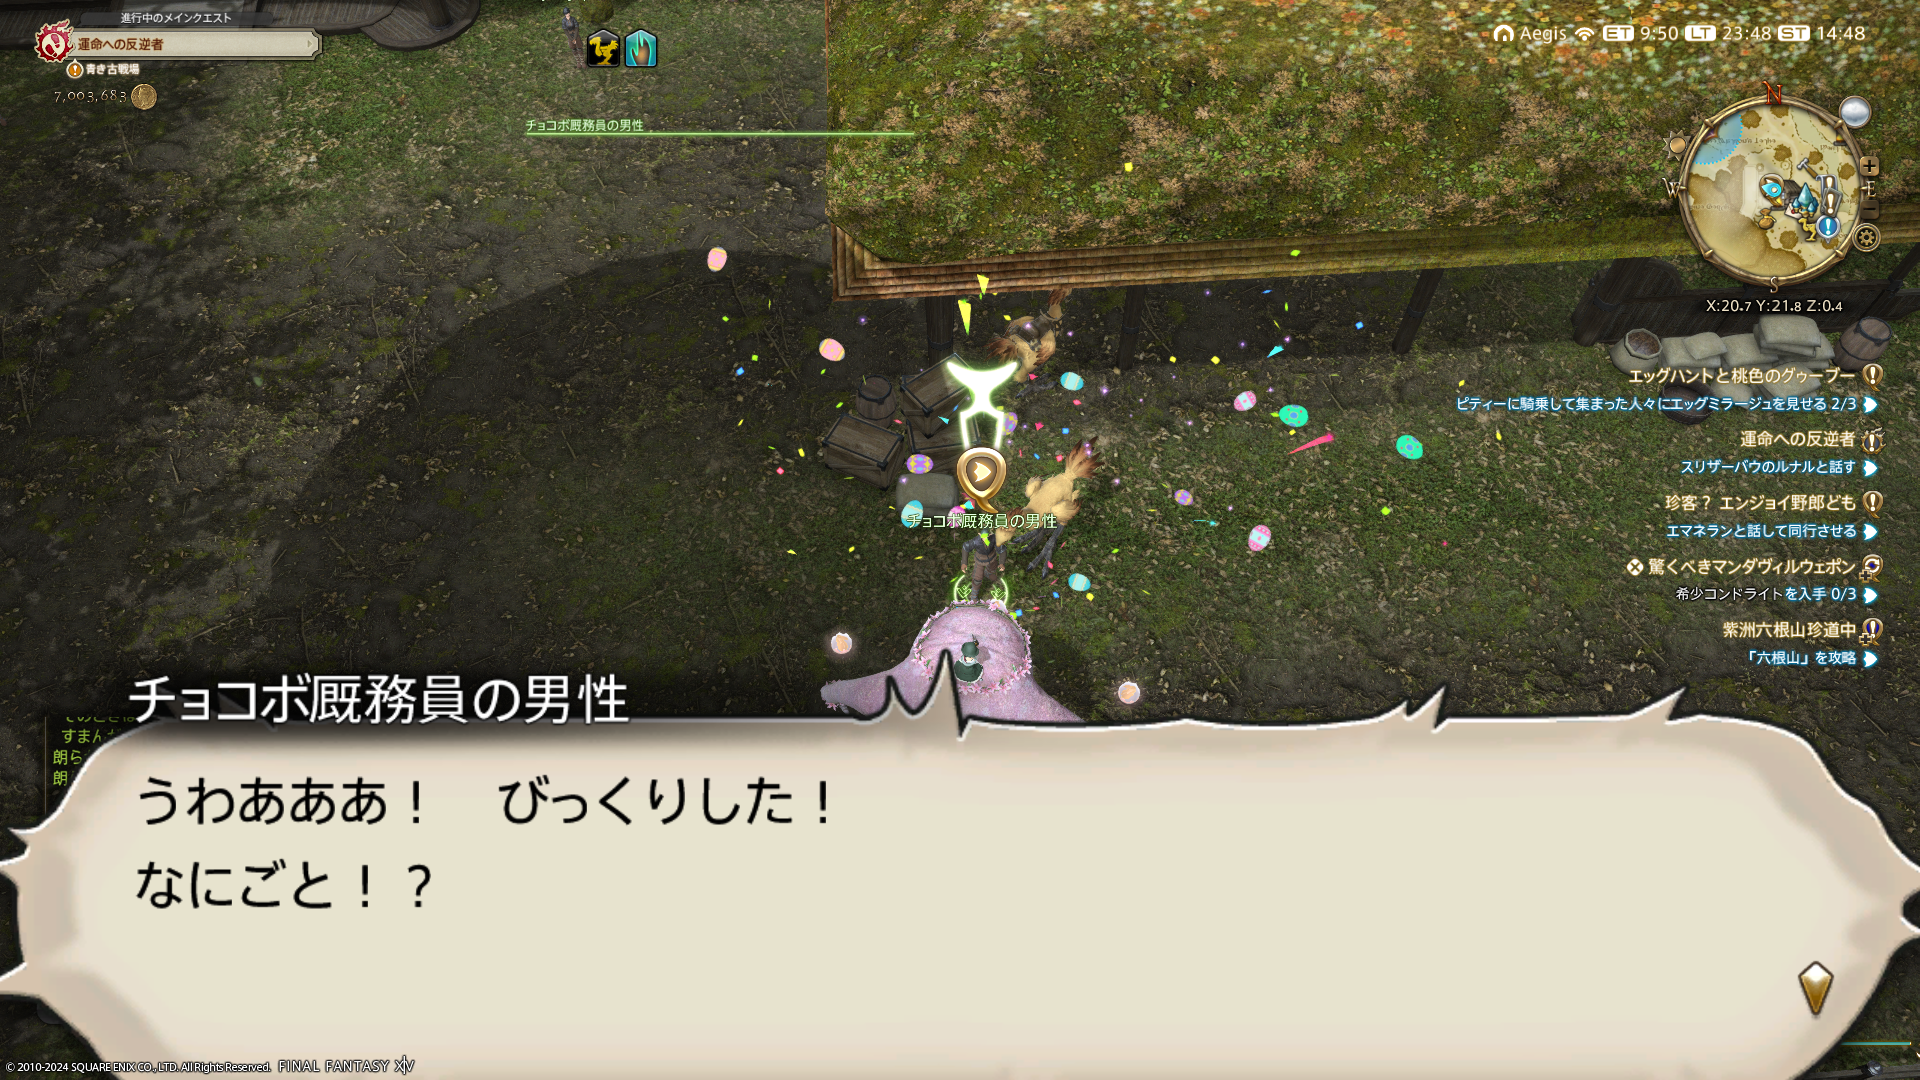 進行中のメインクエスト
運命への反逆者
青き古戦場
7,003,683
チョコボ厩務員の男性
Aegis ET 9:50 LT 23:48 ST 14:48
N
W
E
S
X:20.7 Y:21.8 Z:0.4
エッグハントと桃色のグゥーブー
ピティーに騎乗して集まった人々にエッグミラージュを見せる 2/3
運命への反逆者
スリザーバウのルナルと話す
珍客？ エンジョイ野郎ども
エマネランと話して同行させる
驚くべきマンダヴィルウェポン
希少コンドライトを入手 0/3
紫洲六根山珍道中
「六根山」を攻略
チョコボ厩務員の男性
チョコボ厩務員の男性
すまん
朗ら
朗
うわあああ！　びっくりした！
なにごと！？
© 2010-2024 SQUARE ENIX CO., LTD. All Rights Reserved. FINAL FANTASY XIV